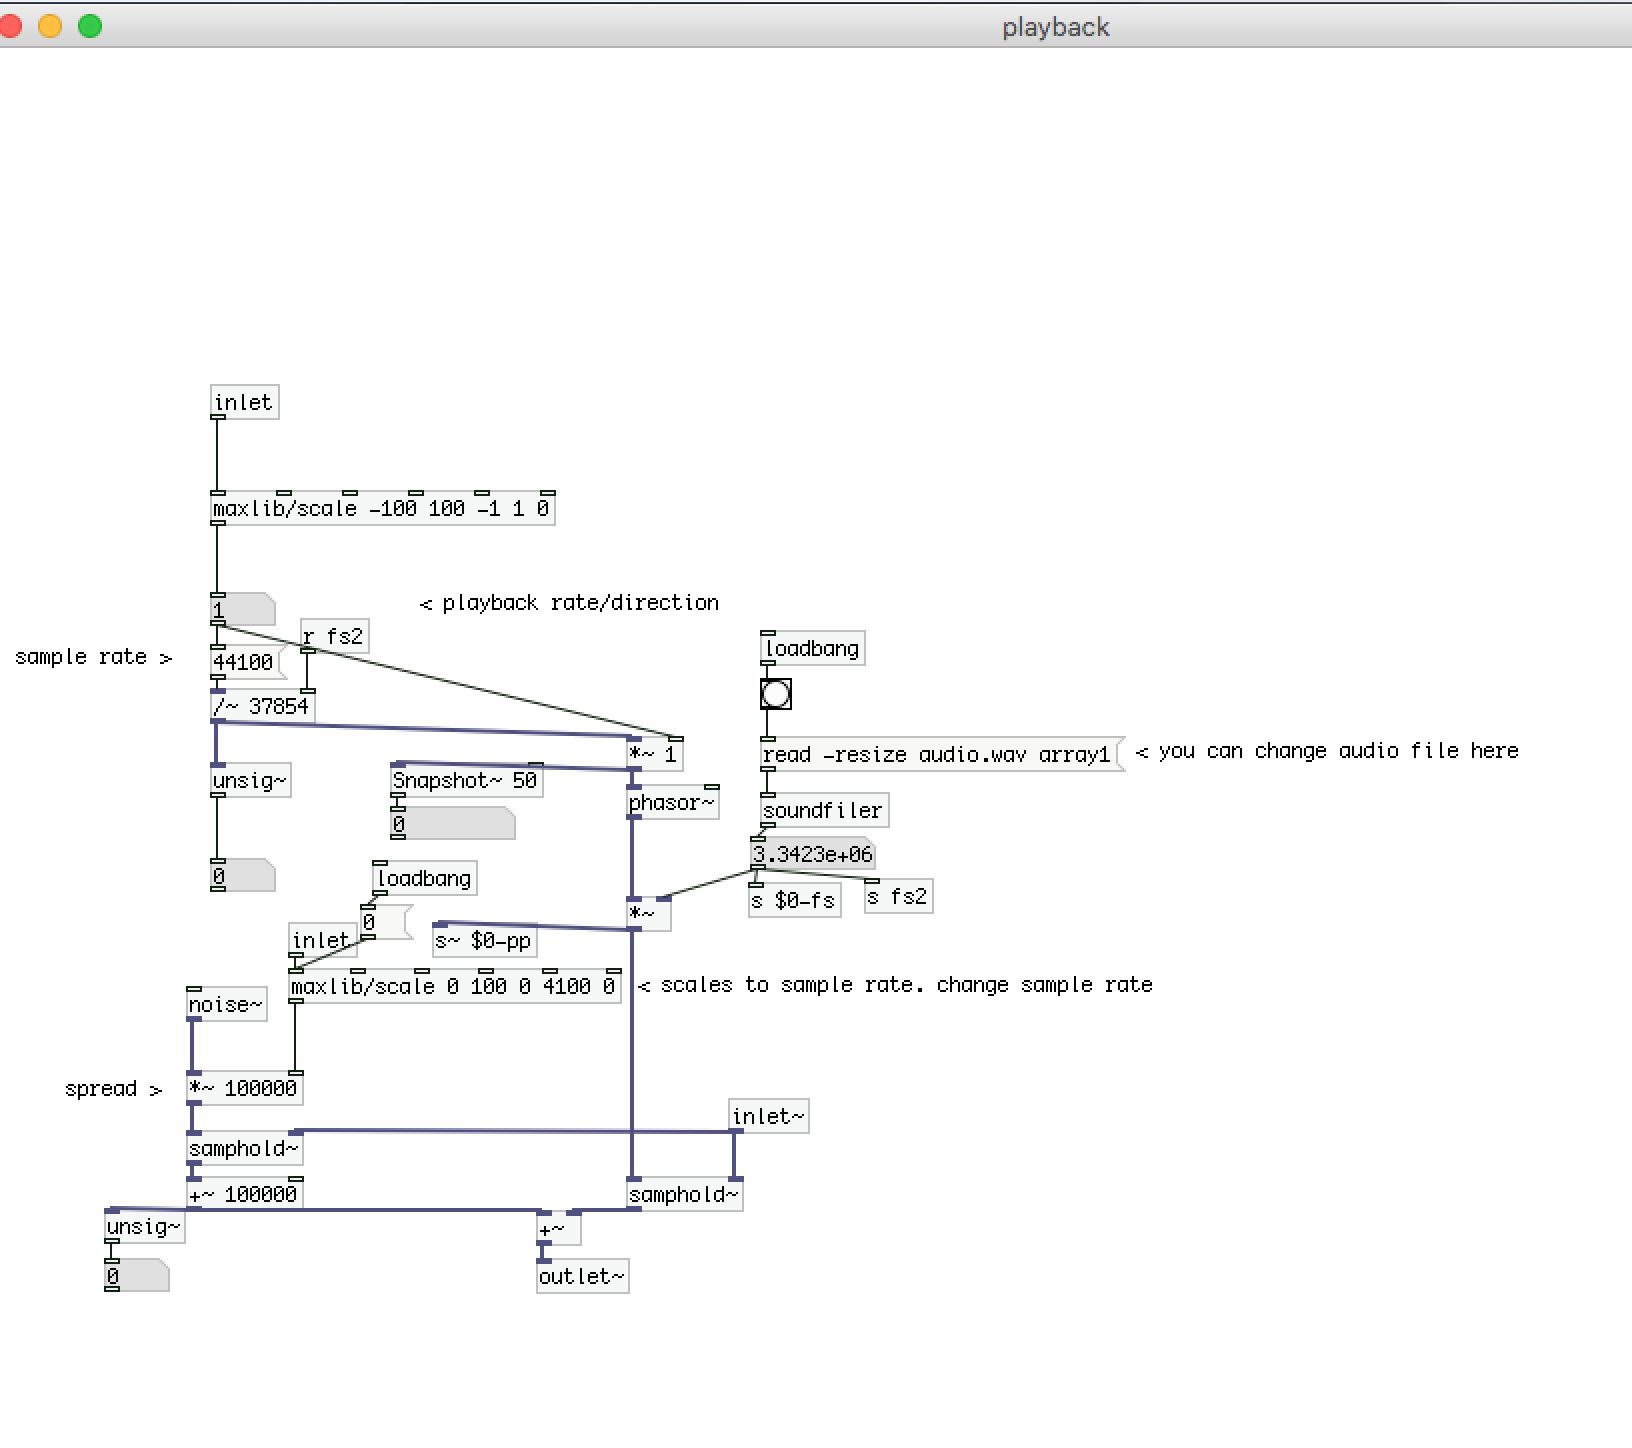 playback
inlet
maxlib/scale -100 100 -1 1 0
1
< playback rate/direction
r fs2
sample rate >
44100
/~ 37854
loadbang
*~ 1
read -resize audio.wav array1
< you can change audio file here
unsig~
Snapshot~ 50
phasor~
soundfiler
0
3.3423e+06
0
loadbang
s $0-fs
s fs2
0
*~
inlet
s~ $0-pp
maxlib/scale 0 100 0 4100 0
< scales to sample rate. change sample rate
noise~
spread >
*~ 100000
inlet~
samphold~
+~ 100000
samphold~
unsig~
+~
0
outlet~